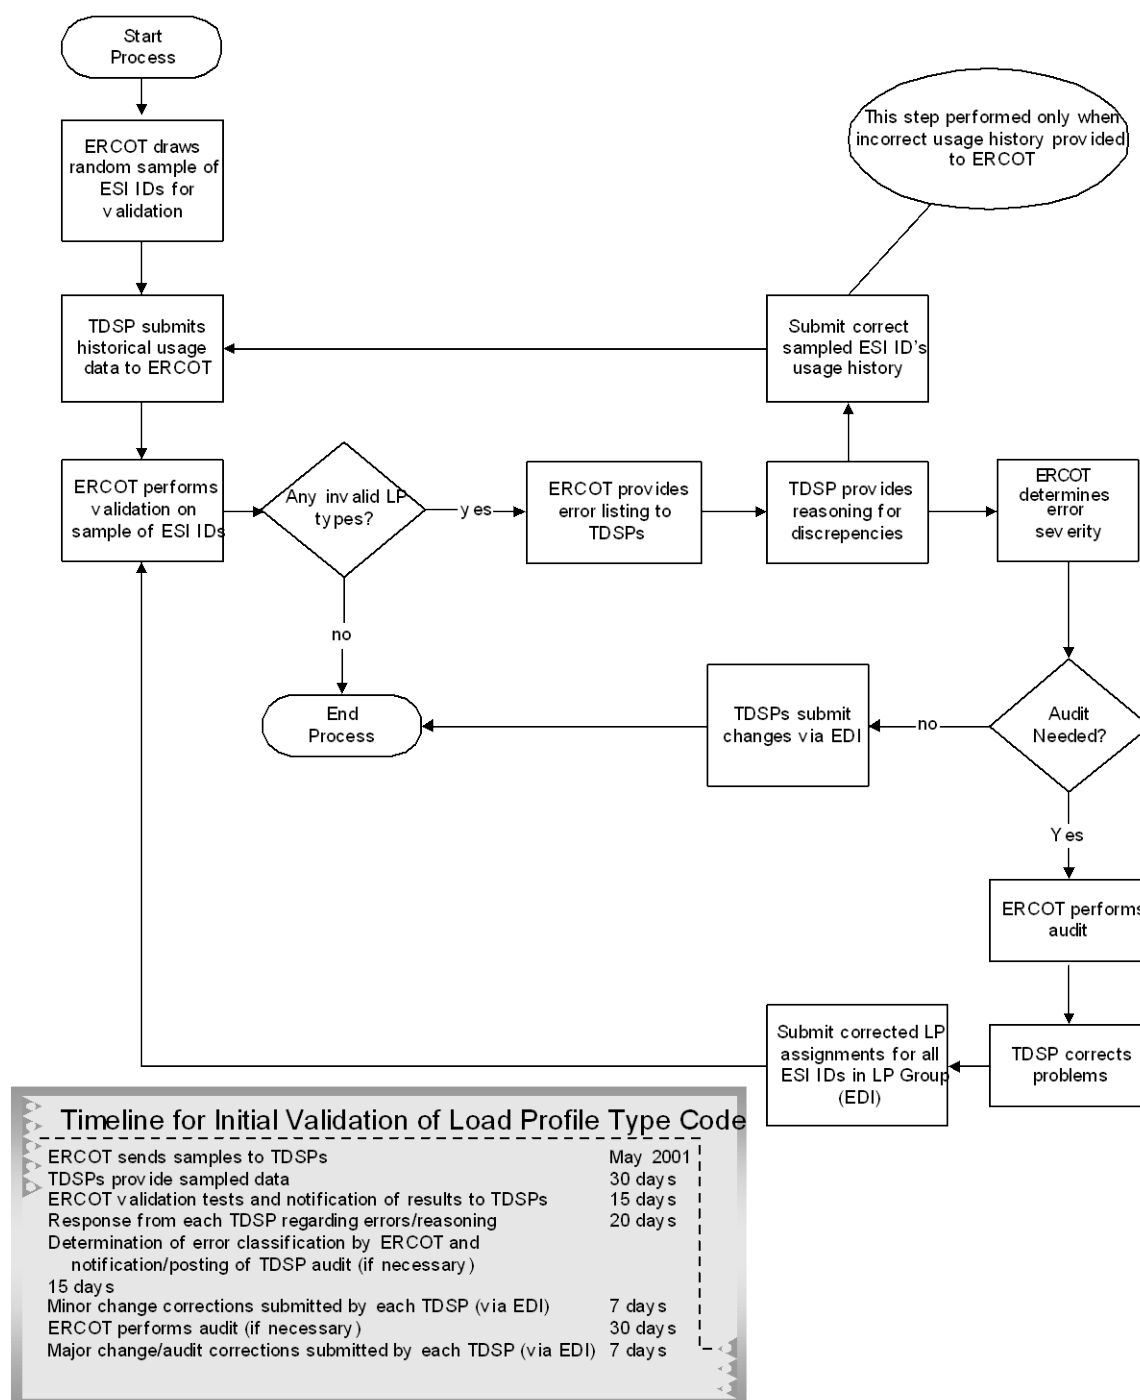 Start
Process
ERCOT draws
random sample of
ESI IDs for
validation
This step performed only when
incorrect usage history provided
to ERCOT
TDSP submits
historical usage
data to ERCOT
Submit correct
sampled ESI ID's
usage history
ERCOT performs
validation on
sample of ESI IDs
Any invalid LP
types?
yes
ERCOT provides
error listing to
TDSPs
TDSP provides
reasoning for
discrepencies
ERCOT
determines
error
severity
no
End
Process
TDSPs submit
changes via EDI
no
Audit
Needed?
Yes
ERCOT performs
audit
Submit corrected LP
assignments for all
ESI IDs in LP Group
(EDI)
TDSP corrects
problems
Timeline for Initial Validation of Load Profile Type Code
ERCOT sends samples to TDSPs May 2001
TDSPs provide sampled data 30 days
ERCOT validation tests and notification of results to TDSPs 15 days
Response from each TDSP regarding errors/reasoning 20 days
Determination of error classification by ERCOT and
notification/posting of TDSP audit (if necessary)
15 days
Minor change corrections submitted by each TDSP (via EDI) 7 days
ERCOT performs audit (if necessary) 30 days
Major change/audit corrections submitted by each TDSP (via EDI) 7 days